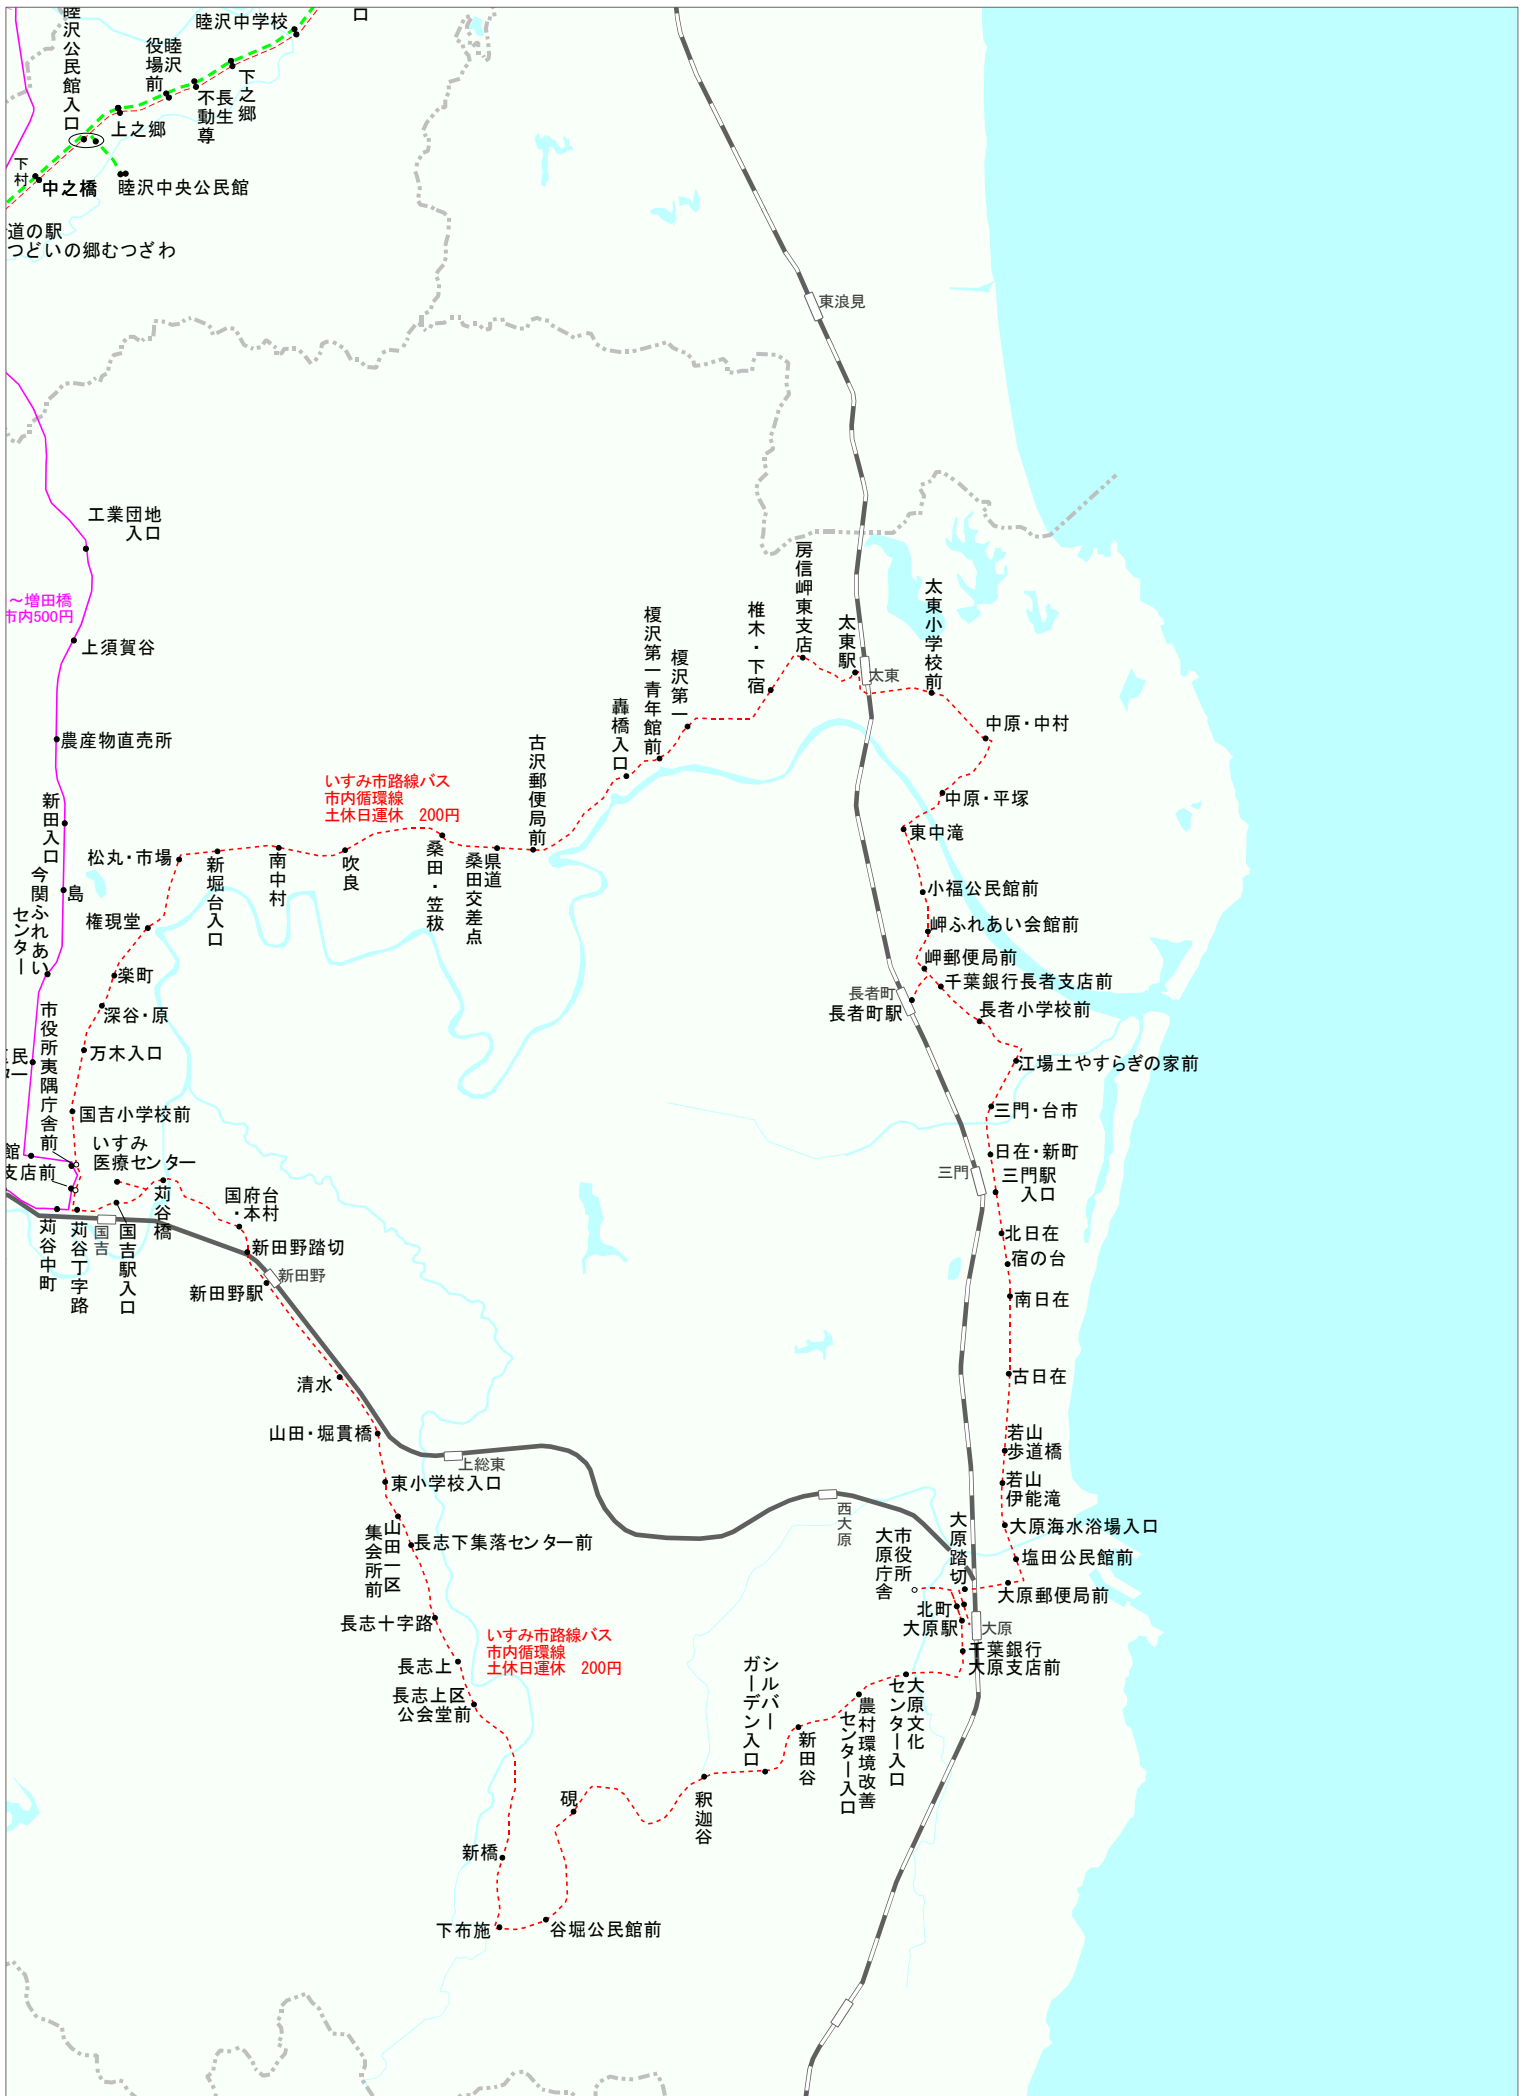 睦沢公民館入口
役場前
睦沢
睦沢中学校
口
不動尊
長生
下之郷
上之郷
下村
中之橋
睦沢中央公民館
道の駅
つどいの郷むつざわ
東浪見
工業団地
入口
～増田橋
市内500円
上須賀谷
農産物直売所
新田入口
島
今関ふれあい
センター
松丸・市場
権現堂
楽町
深谷・原
万木入口
国吉小学校前
市役所夷隅庁舎前
いすみ
医療センター
館
支店前
苅谷中町
苅谷丁字路
国吉
国吉駅入口
苅谷橋
国府台
・本村
新田野踏切
新田野
新田野駅
清水
山田・堀貫橋
上総東
東小学校入口
山田一区
集会所前
長志下集落センター前
長志十字路
長志上
長志上区
公会堂前
新橋
下布施
谷堀公民館前
硯
釈迦谷
シルバー
ガーデン入口
新田谷
農村環境改善
センター入口
大原文化
センター入口
いすみ市路線バス
市内循環線
土休日運休　200円
いすみ市路線バス
市内循環線
土休日運休　200円
新堀台入口
南中村
吹良
桑田・笠秡
県道
桑田交差点
古沢郵便局前
轟橋入口
榎沢第一青年館前
榎沢第一
椎木・下宿
房信岬東支店
太東駅
太東
太東小学校前
中原・中村
中原・平塚
東中滝
小福公民館前
岬ふれあい会館前
岬郵便局前
千葉銀行長者支店前
長者町
長者町駅
長者小学校前
江場土やすらぎの家前
三門・台市
日在・新町
三門
三門駅
入口
北日在
宿の台
南日在
古日在
若山
歩道橋
若山
伊能滝
大原海水浴場入口
塩田公民館前
大原郵便局前
西大原
市役所
大原庁舎
大原踏切
北町
大原駅
大原
千葉銀行
大原支店前